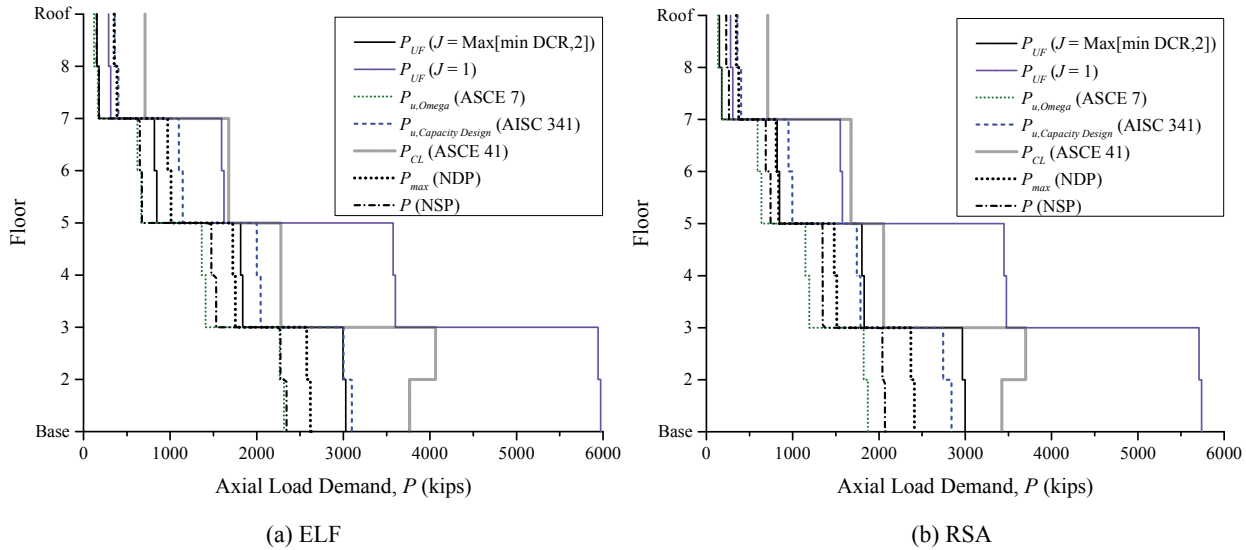 Roof
8
7
6
5
4
3
2
Base
Floor
0 1000 2000 3000 4000 5000 6000
Axial Load Demand, P (kips)
P_UF (J = Max[min DCR,2])
P_UF (J = 1)
P_u,Omega (ASCE 7)
P_u,Capacity Design (AISC 341)
P_CL (ASCE 41)
P_max (NDP)
P (NSP)
(a) ELF
Roof
8
7
6
5
4
3
2
Base
Floor
0 1000 2000 3000 4000 5000 6000
Axial Load Demand, P (kips)
P_UF (J = Max[min DCR,2])
P_UF (J = 1)
P_u,Omega (ASCE 7)
P_u,Capacity Design (AISC 341)
P_CL (ASCE 41)
P_max (NDP)
P (NSP)
(b) RSA